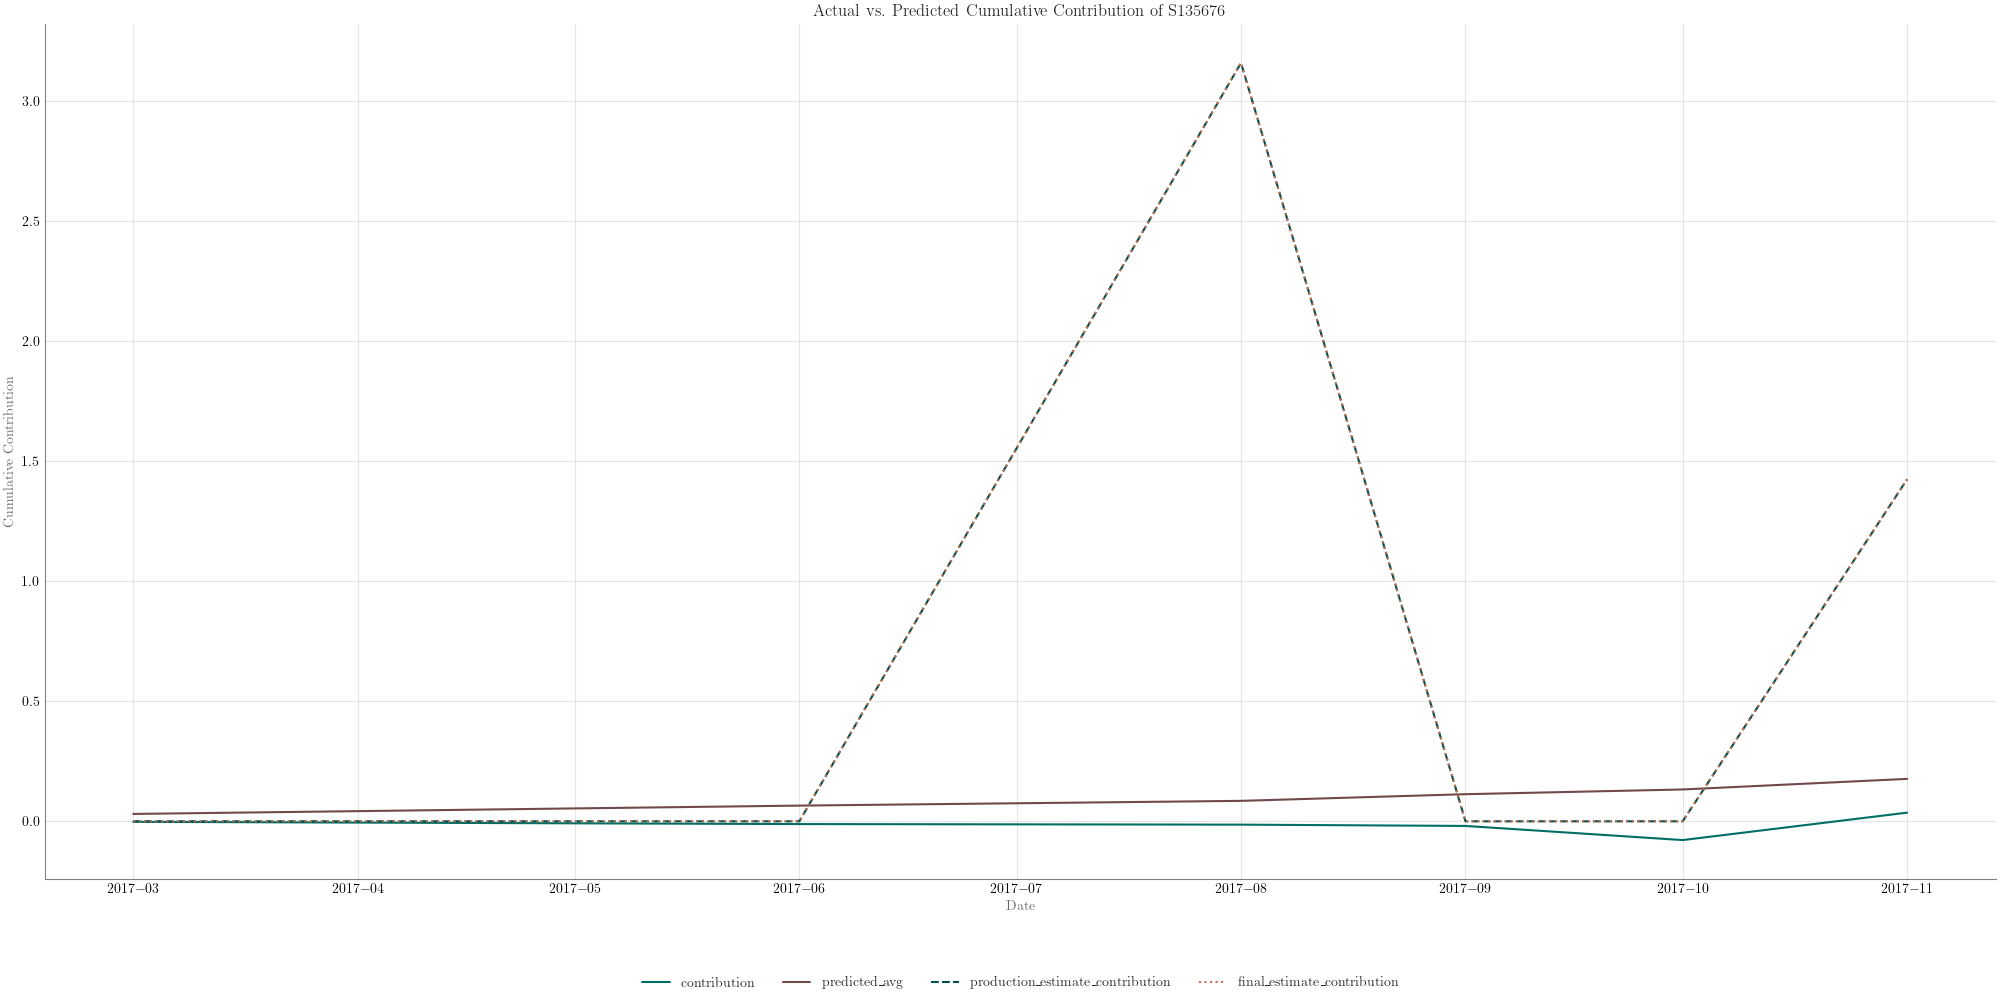 Actual vs. Predicted Cumulative Contribution of S135676
3.0
2.5
2.0
1.5
1.0
0.5
0.0
Cumulative Contribution
2017−03 2017−04 2017−05 2017−06 2017−07 2017−08 2017−09 2017−10 2017−11
Date
contribution predicted_avg production_estimate_contribution final_estimate_contribution